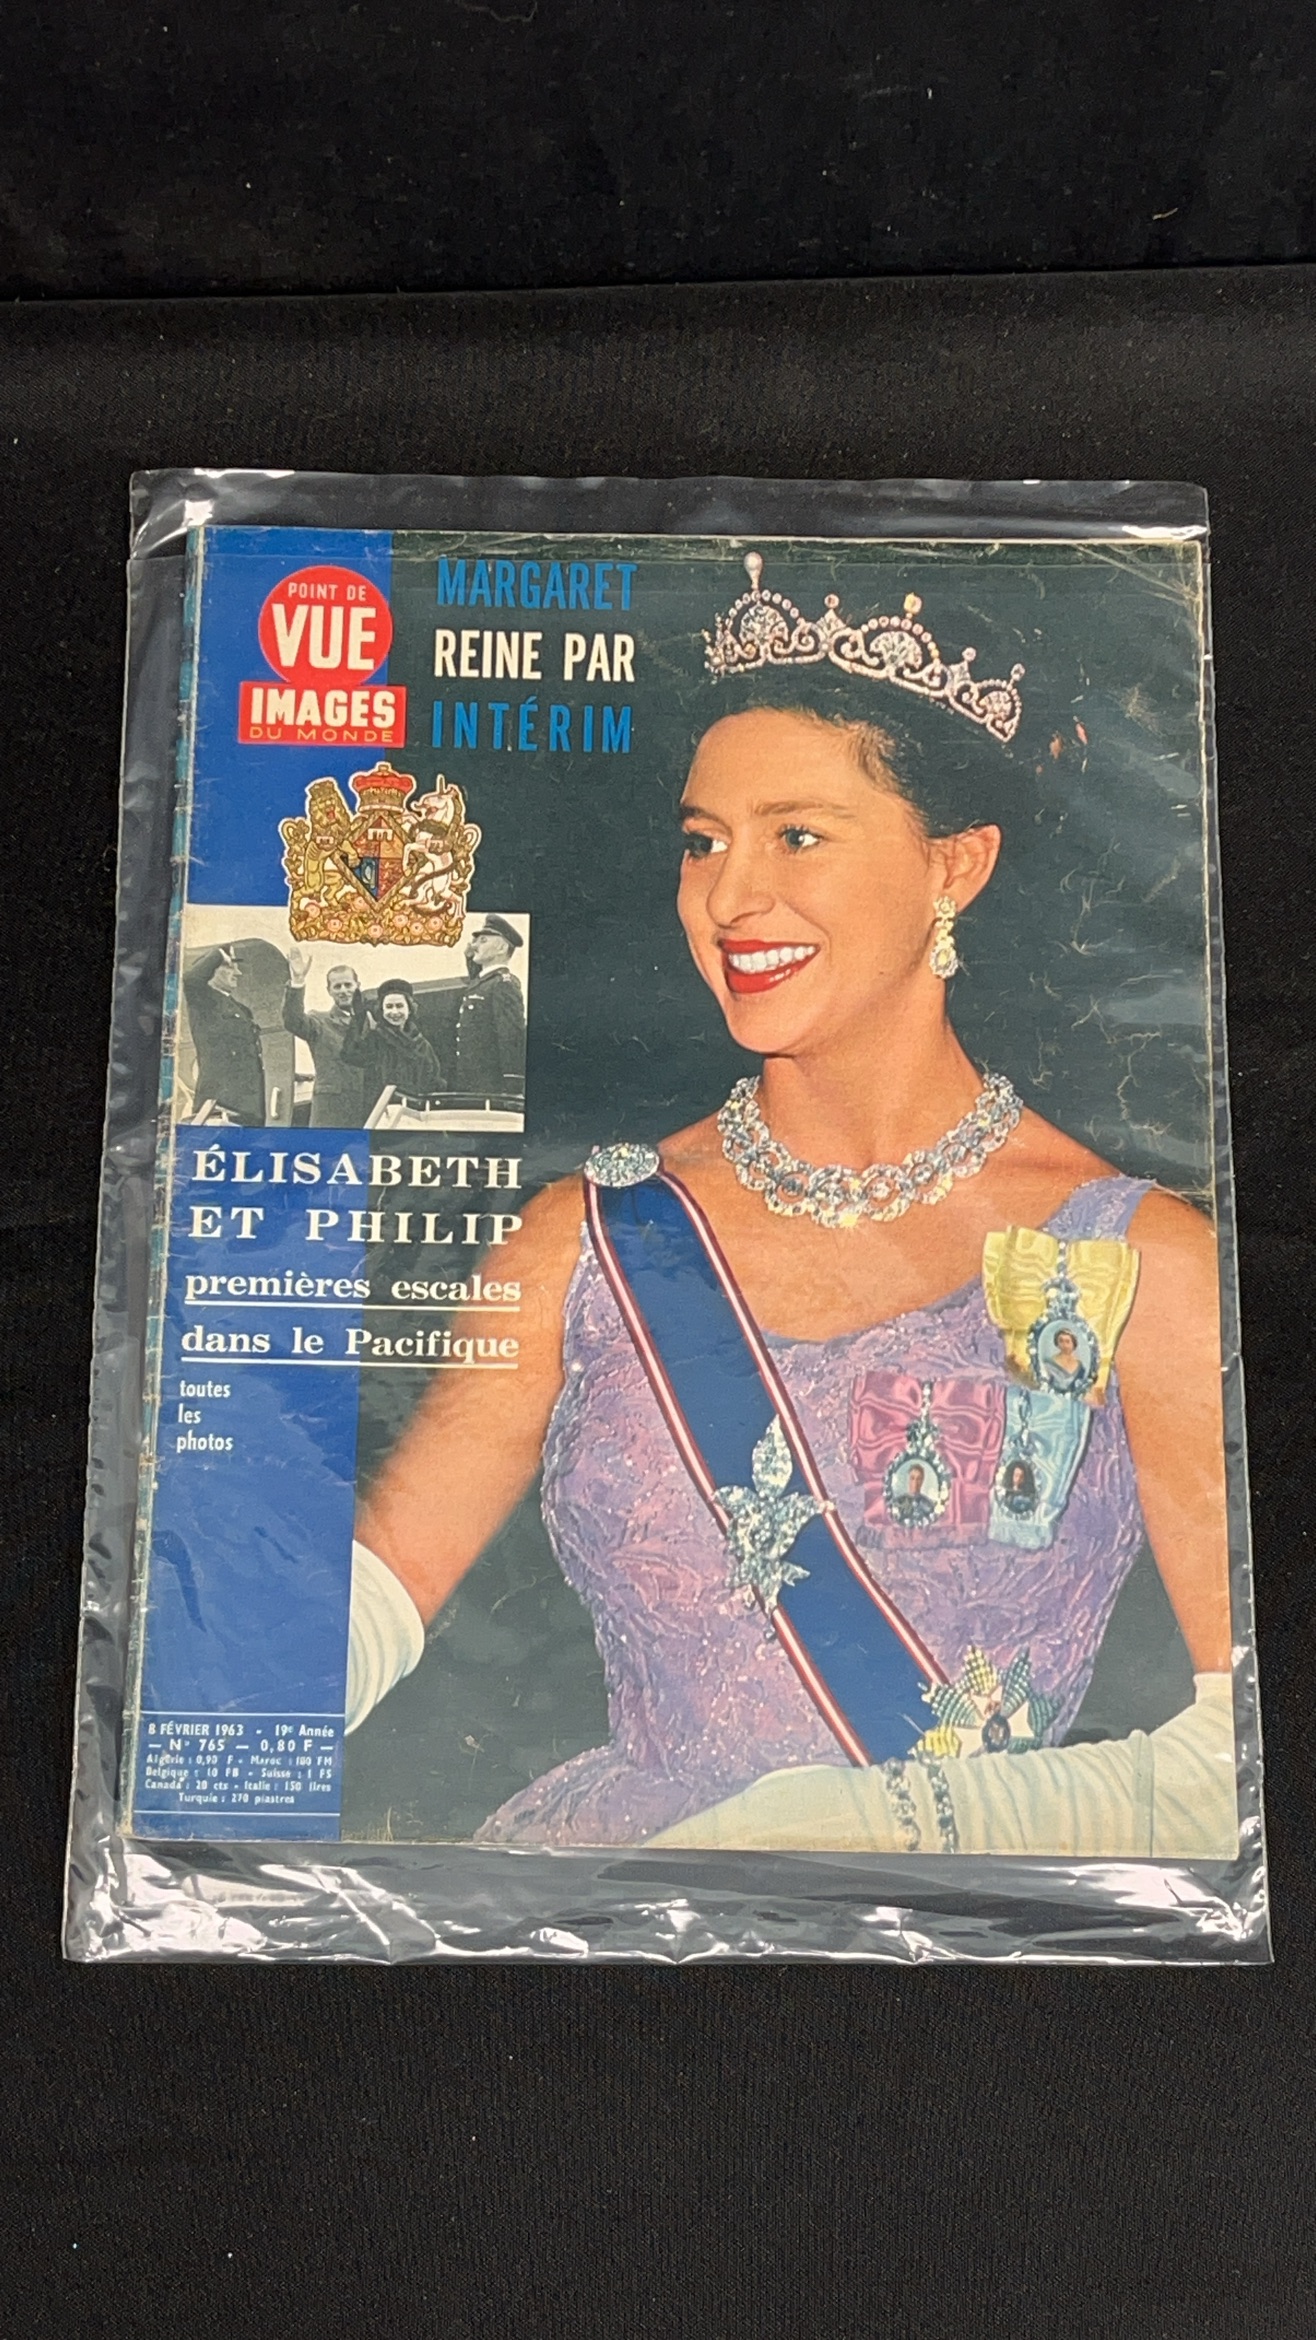 POINT DE
VUE
IMAGES
DU MONDE
MARGARET
REINE PAR
INTÉRIM
ÉLISABETH
ET PHILIP
premières escales
dans le Pacifique
toutes
les
photos
8 FÉVRIER 1963 - 19e Année
— N° 765 — 0,80 F —
Algérie : 0,90 F - Maroc : 100 FM
Belgique : 10 FB - Suisse : 1 FS
Canada : 20 cts - Italie : 150 lires
Turquie : 270 piastres